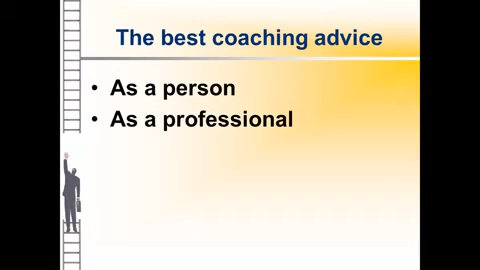 The best coaching advice
• As a person
• As a professional